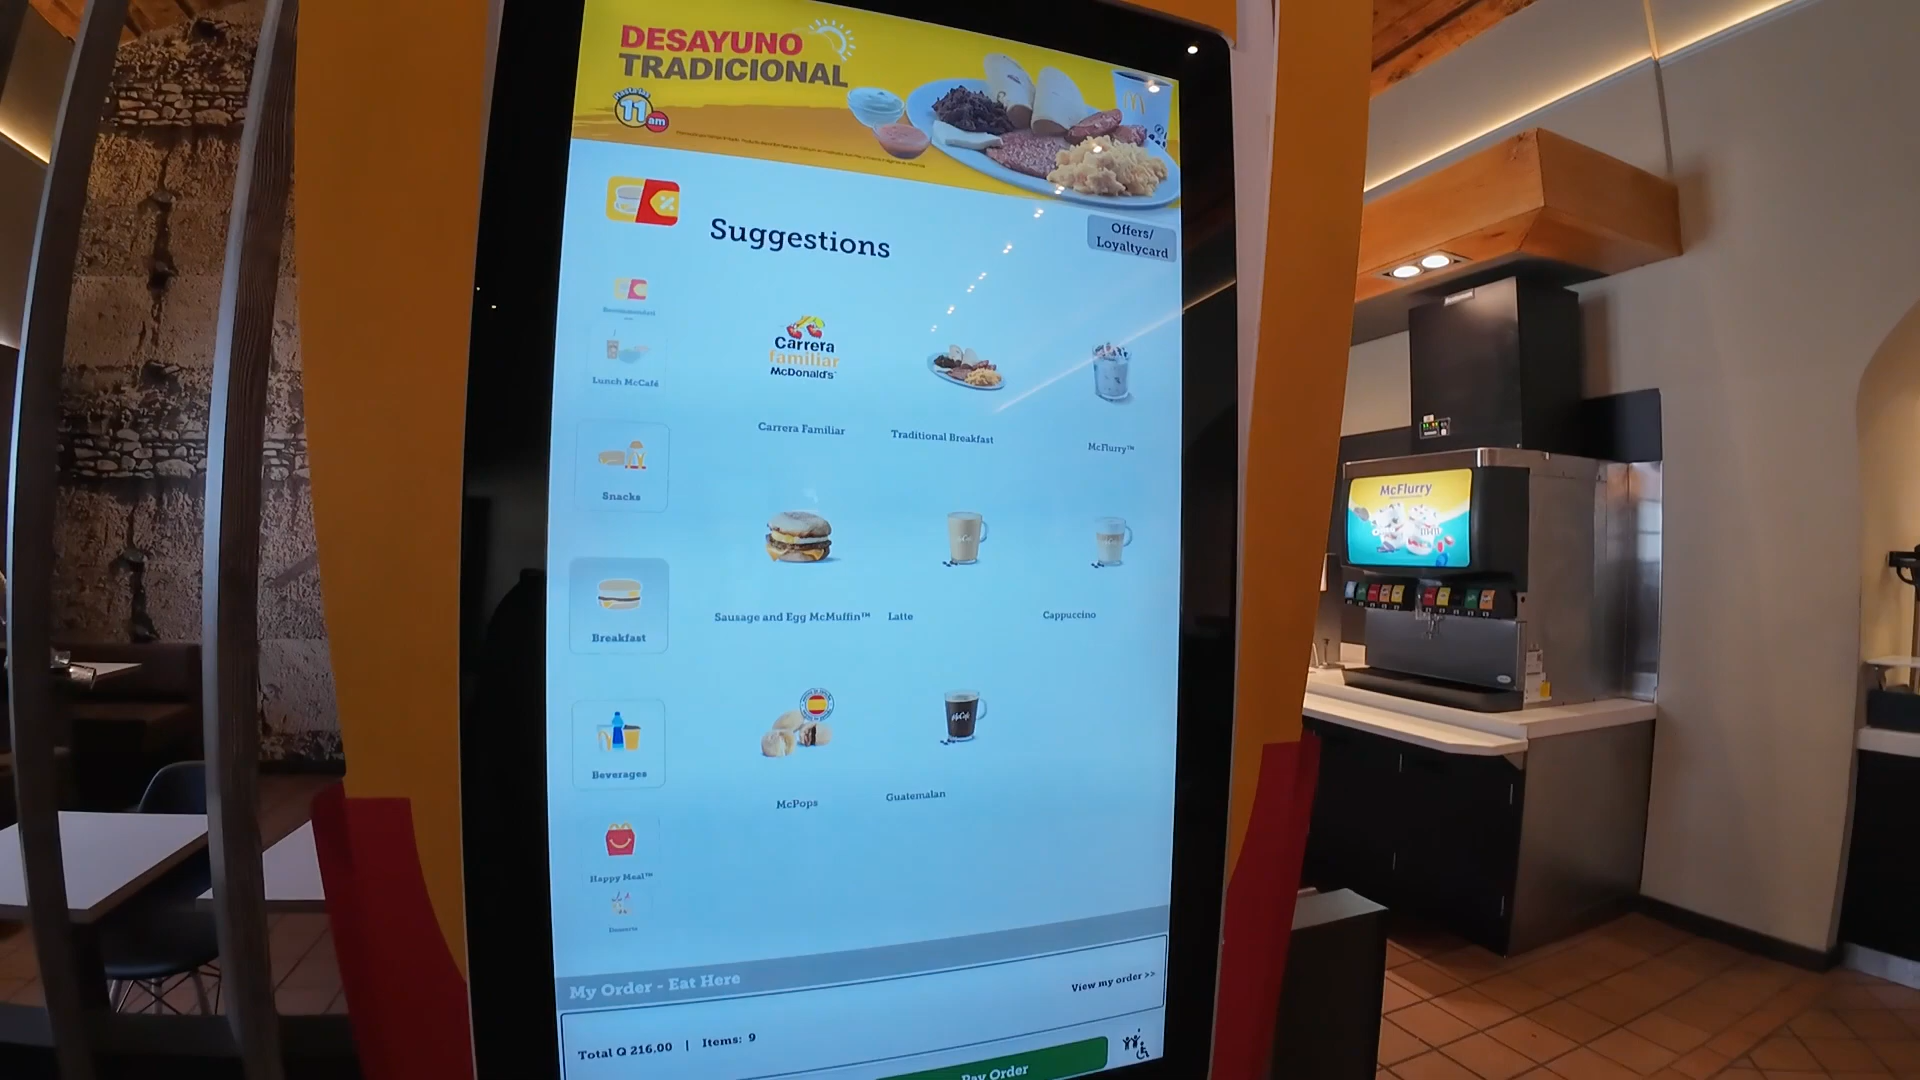 DESAYUNO
TRADICIONAL
11
am
Suggestions
Offers/
Loyaltycard
Lunch McCafé
Snacks
Breakfast
Beverages
Happy Meal™
Desserts
Carrera
familiar
McDonald's
Carrera Familiar
Traditional Breakfast
McFlurry™
Sausage and Egg McMuffin™
Latte
Cappuccino
McPops
Guatemalan
My Order - Eat Here
View my order >>
Total Q 216.00 | Items: 9
Pay Order
McFlurry